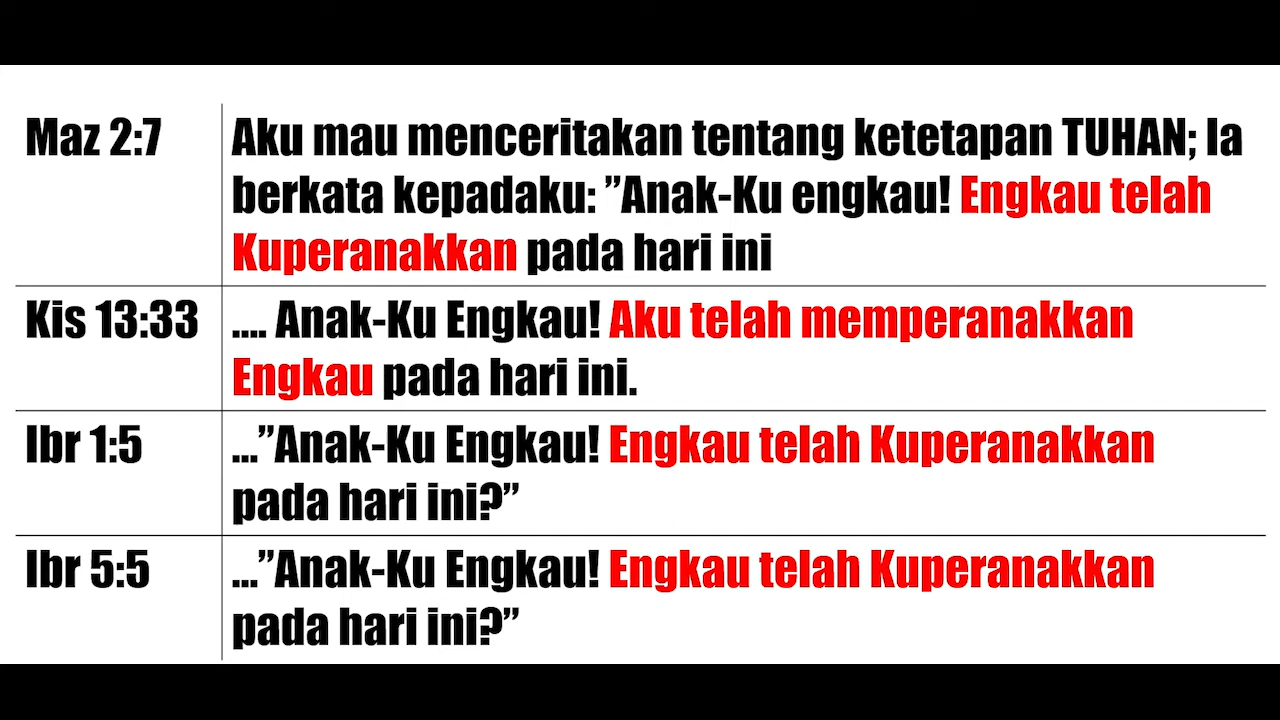 Maz 2:7 Aku mau menceritakan tentang ketetapan TUHAN; Ia
berkata kepadaku: ”Anak-Ku engkau! Engkau telah
Kuperanakkan pada hari ini
Kis 13:33 .... Anak-Ku Engkau! Aku telah memperanakkan
Engkau pada hari ini.
Ibr 1:5 ...”Anak-Ku Engkau! Engkau telah Kuperanakkan
pada hari ini?”
Ibr 5:5 ...”Anak-Ku Engkau! Engkau telah Kuperanakkan
pada hari ini?”